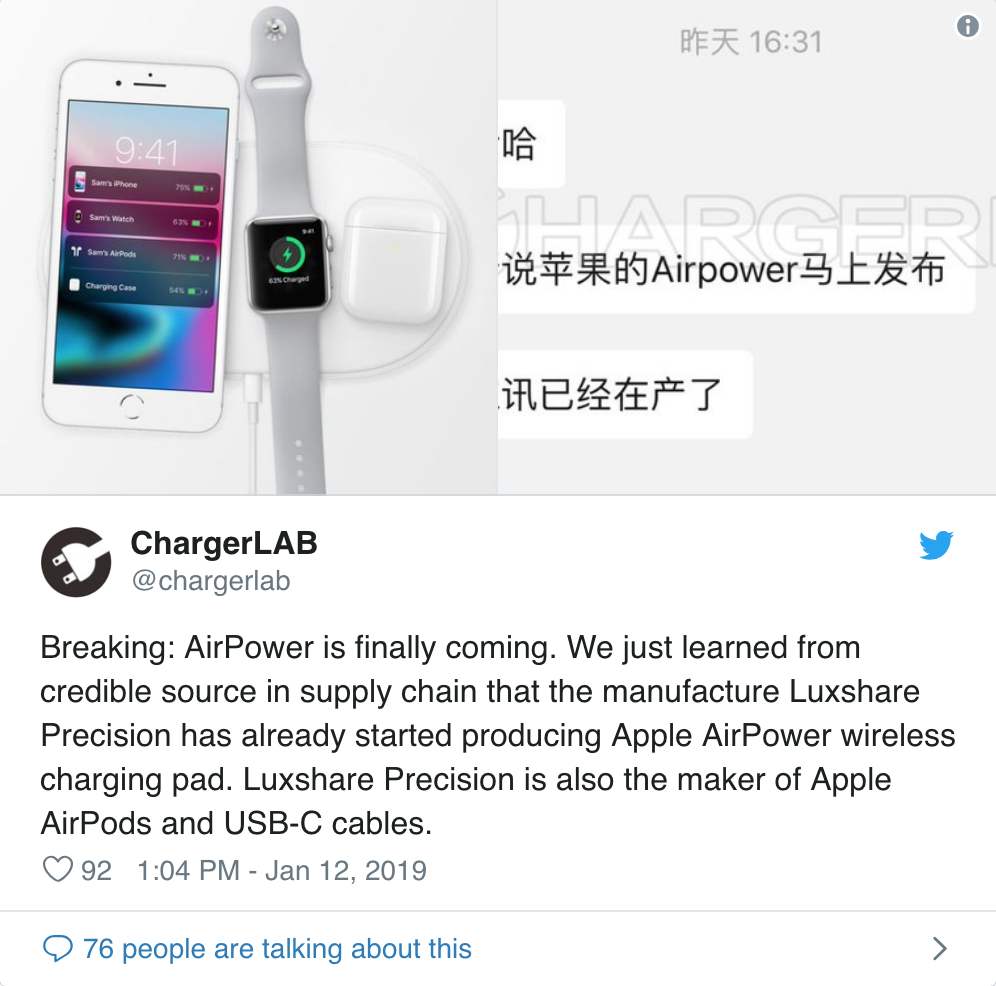 9:41
Sam's iPhone 75%
Sam's Watch 63%
Sam's AirPods 71%
Charging Case 54%
9:41
63% Charged
昨天 16:31
哈
说苹果的Airpower马上发布
讯已经在产了
CHARGER
ChargerLAB
@chargerlab
Breaking: AirPower is finally coming. We just learned from
credible source in supply chain that the manufacture Luxshare
Precision has already started producing Apple AirPower wireless
charging pad. Luxshare Precision is also the maker of Apple
AirPods and USB-C cables.
92 1:04 PM - Jan 12, 2019
76 people are talking about this